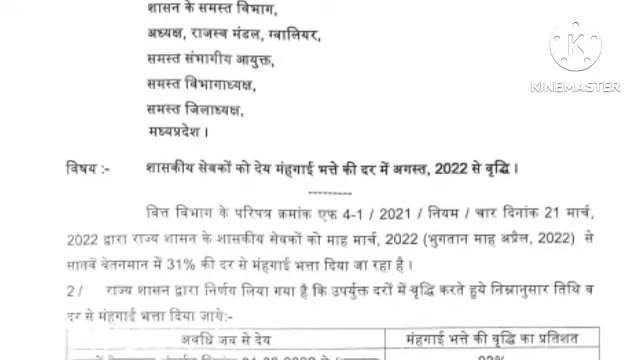 शासन के समस्त विभाग,
अध्यक्ष, राजस्व मंडल, ग्वालियर,
समस्त संभागीय आयुक्त,
समस्त विभागाध्यक्ष,
समस्त जिलाध्यक्ष,
मध्यप्रदेश ।
K
KINEMASTER
विषय :- शासकीय सेवकों को देय मंहगाई भत्ते की दर में अगस्त, 2022 से वृद्धि ।
----------
वित्त विभाग के परिपत्र क्रमांक एफ 4-1 / 2021 / नियम / चार दिनांक 21 मार्च,
2022 द्वारा राज्य शासन के शासकीय सेवकों को माह मार्च, 2022 (भुगतान माह अप्रैल, 2022) से
सातवें वेतनमान में 31% की दर से मंहगाई भत्ता दिया जा रहा है ।
2 / राज्य शासन द्वारा निर्णय लिया गया है कि उपर्युक्त दरों में वृद्धि करते हुये निम्नानुसार तिथि व
दर से मंहगाई भत्ता दिया जाये:-
अवधि जब से देय मंहगाई भत्ते की वृद्धि का प्रतिशत